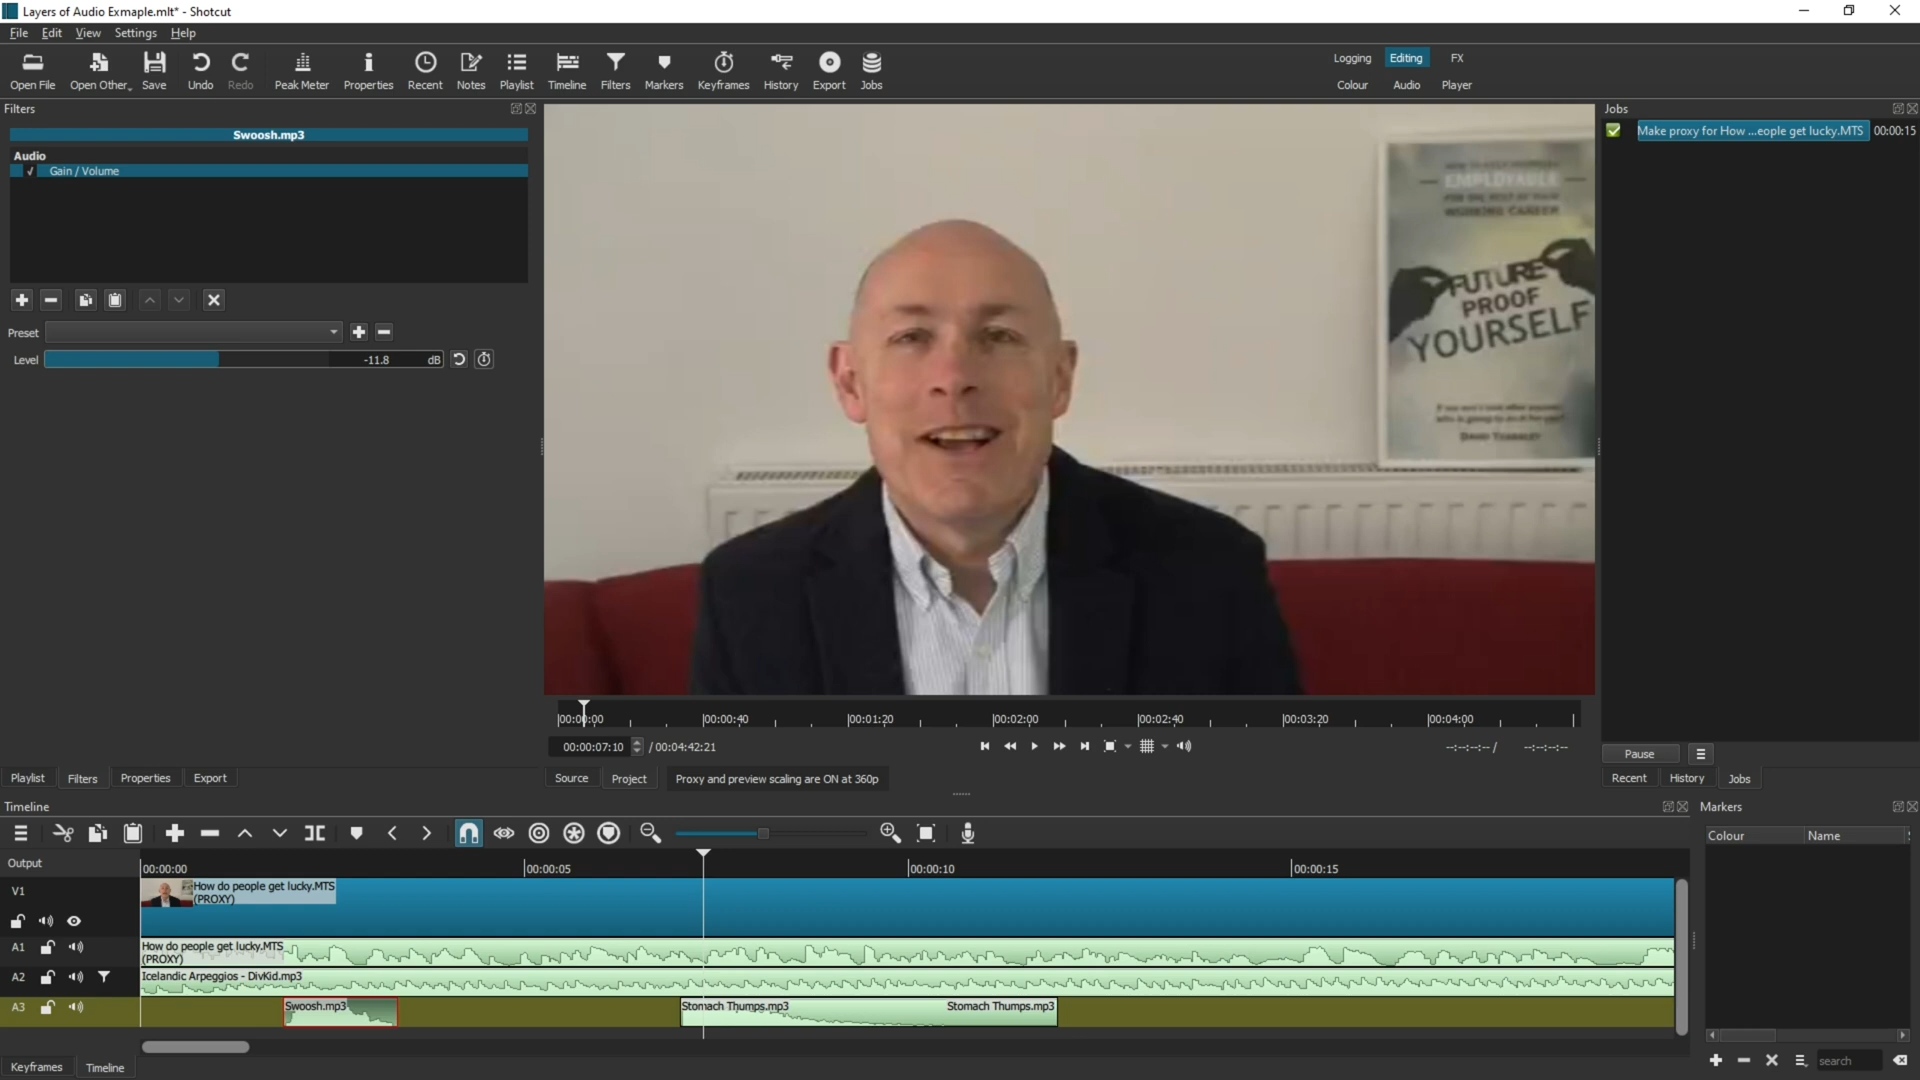 Layers of Audio Exmaple.mlt* - Shotcut
File Edit View Settings Help
Open File Open Other... Save Undo Redo Peak Meter Properties Recent Notes Playlist Timeline Filters Markers Keyframes History Export Jobs
Logging Editing FX
Colour Audio Player
Filters
Swoosh.mp3
Audio
Gain / Volume
Preset
Level -11.8 dB
EMPLOYABLE
WORKING CAREER
FUTURE
PROOF
YOURSELF
Jobs
Make proxy for How ...eople get lucky.MTS 00:00:15
00:00:00 00:00:40 00:01:20 00:02:00 00:02:40 00:03:20 00:04:00
00:00:07:10 / 00:04:42:21 --:--:--:-- / --:--:--:--
Pause
Playlist Filters Properties Export
Source Project Proxy and preview scaling are ON at 360p
Recent History Jobs
Timeline
Markers
Colour Name
Output
00:00:00 00:00:05 00:00:10 00:00:15
V1
How do people get lucky.MTS
(PROXY)
A1
How do people get lucky.MTS
(PROXY)
A2
Icelandic Arpeggios - DivKid.mp3
A3
Swoosh.mp3 Stomach Thumps.mp3 Stomach Thumps.mp3
search
Keyframes Timeline